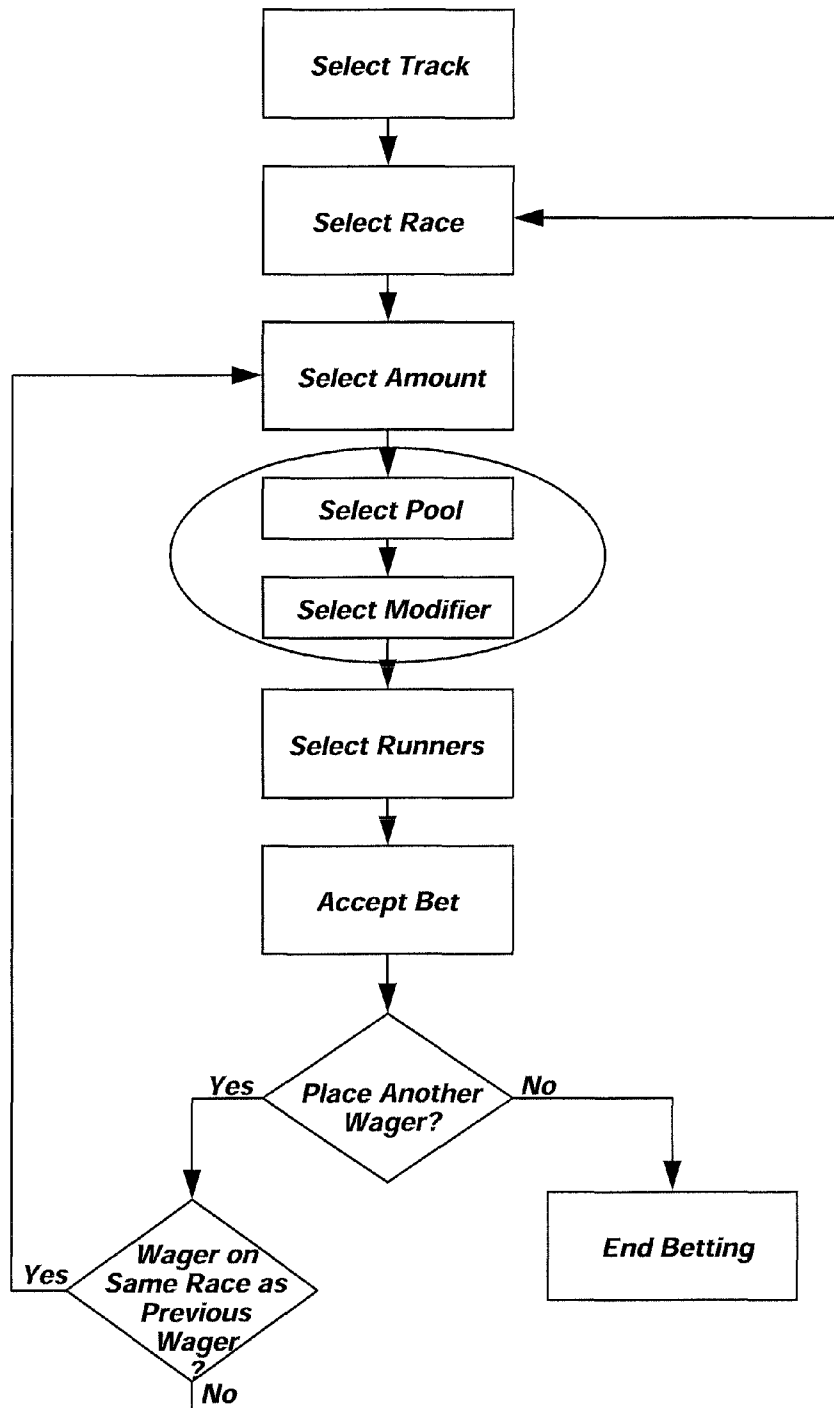 Select Track
Select Race
Select Amount
Select Pool
Select Modifier
Select Runners
Accept Bet
Yes
Place Another
Wager?
No
Wager on
Same Race as
Previous
Wager
?
Yes
End Betting
No